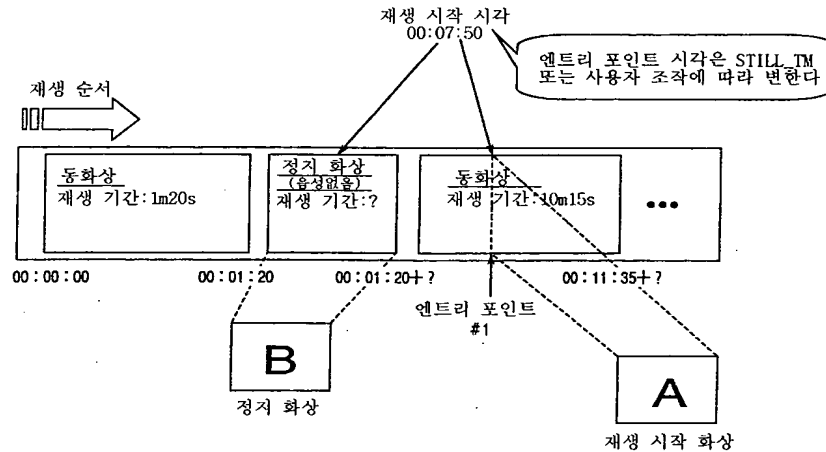 재생 시작 시각
00:07:50
엔트리 포인트 시각은 STILL_TM
또는 사용자 조작에 따라 변한다
재생 순서
동화상
재생 기간:1m20s
정지 화상
(음성없음)
재생 기간:?
동화상
재생 기간:10m15s
•••
00:00:00
00:01:20
00:01:20+?
00:11:35+?
엔트리 포인트
#1
B
정지 화상
A
재생 시작 화상